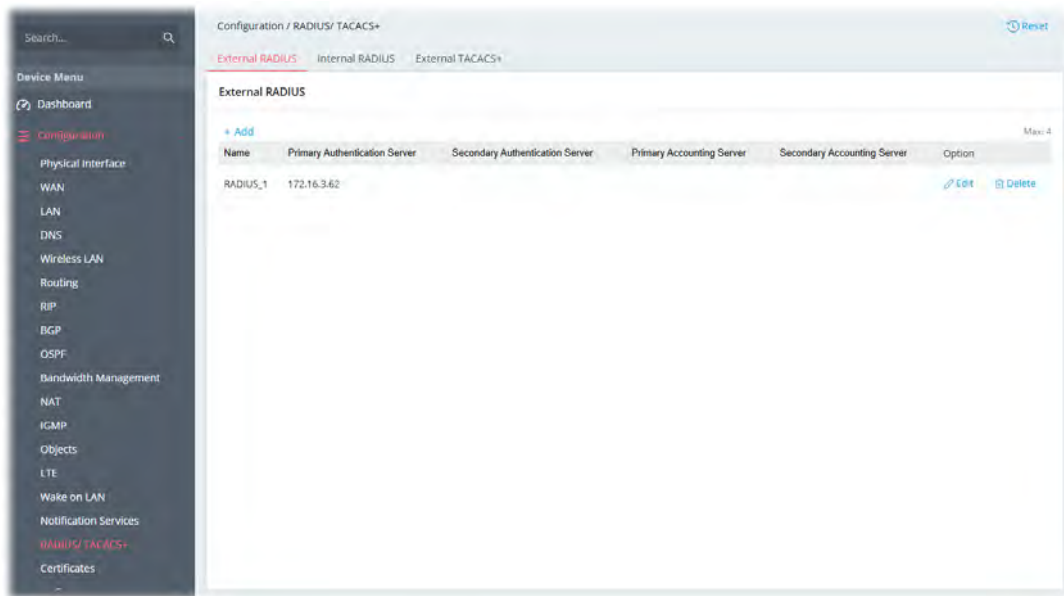 Search...
Device Menu
Dashboard
Configuration
Physical Interface
WAN
LAN
DNS
Wireless LAN
Routing
RIP
BGP
OSPF
Bandwidth Management
NAT
IGMP
Objects
LTE
Wake on LAN
Notification Services
RADIUS/ TACACS+
Certificates
Configuration / RADIUS/ TACACS+ Reset
External RADIUS Internal RADIUS External TACACS+
External RADIUS
+ Add Max: 4
Name Primary Authentication Server Secondary Authentication Server Primary Accounting Server Secondary Accounting Server Option
RADIUS_1 172.16.3.62 Edit Delete